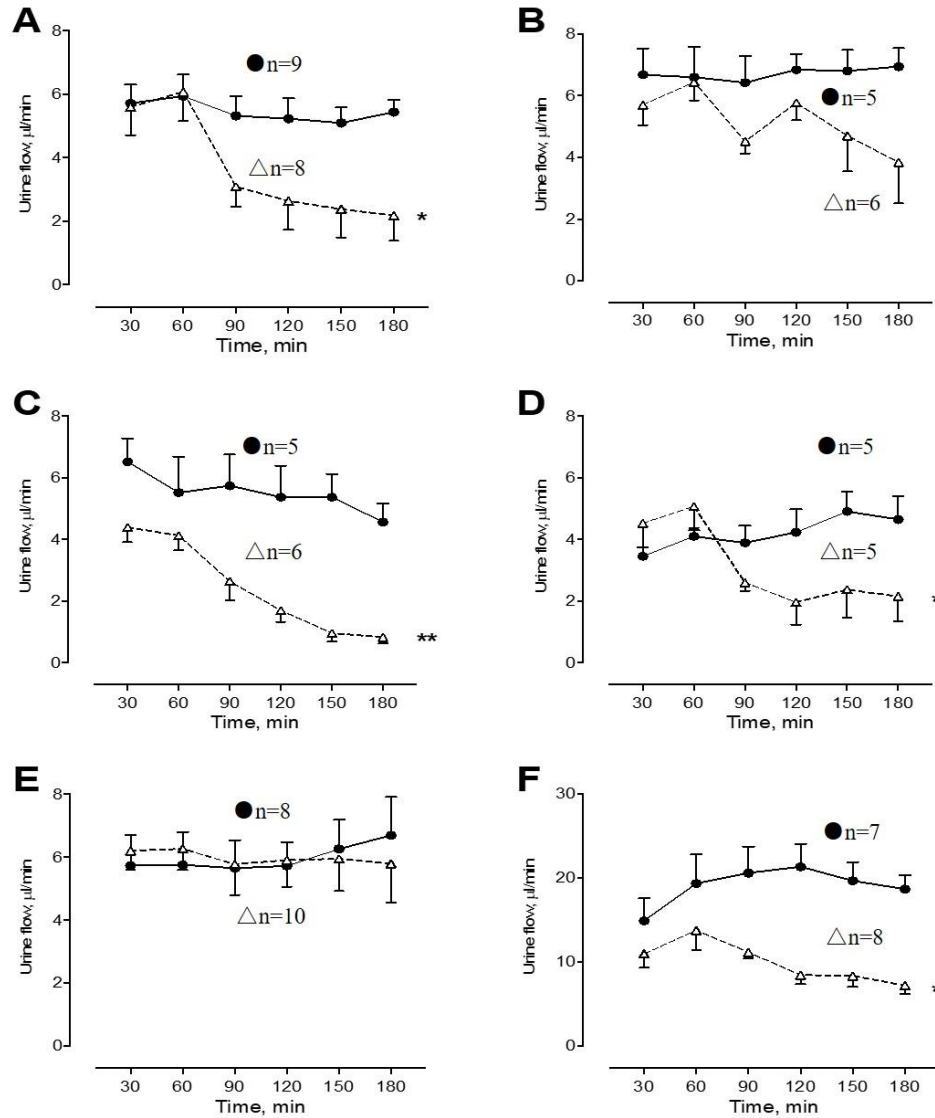 A
Urine flow, µl/min
8
6
4
2
0
●n=9
△n=8
*
30 60 90 120 150 180
Time, min
B
Urine flow, µl/min
8
6
4
2
0
●n=5
△n=6
30 60 90 120 150 180
Time, min
C
Urine flow, µl/min
8
6
4
2
0
●n=5
△n=6
**
30 60 90 120 150 180
Time, min
D
Urine flow, µl/min
8
6
4
2
0
●n=5
△n=5
*
30 60 90 120 150 180
Time, min
E
Urine flow, µl/min
8
6
4
2
0
●n=8
△n=10
30 60 90 120 150 180
Time, min
F
Urine flow, µl/min
30
20
10
0
●n=7
△n=8
*
30 60 90 120 150 180
Time, min